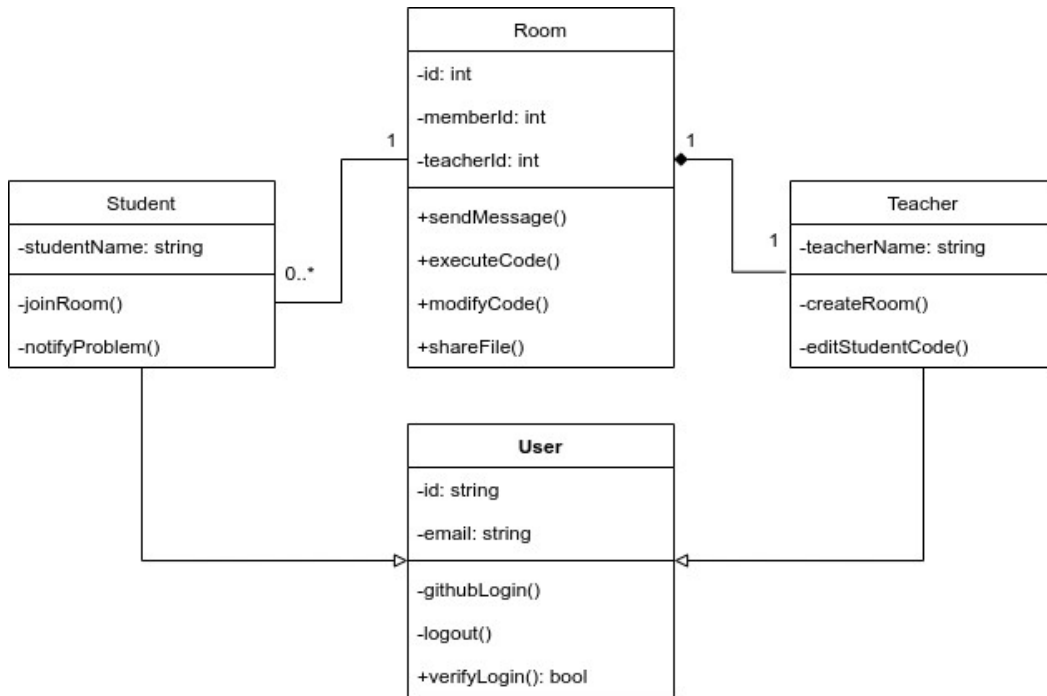 Room
-id: int
-memberId: int
-teacherId: int
+sendMessage()
+executeCode()
+modifyCode()
+shareFile()
1
1
Student
-studentName: string
-joinRoom()
-notifyProblem()
0..*
Teacher
-teacherName: string
-createRoom()
-editStudentCode()
1
User
-id: string
-email: string
-githubLogin()
-logout()
+verifyLogin(): bool